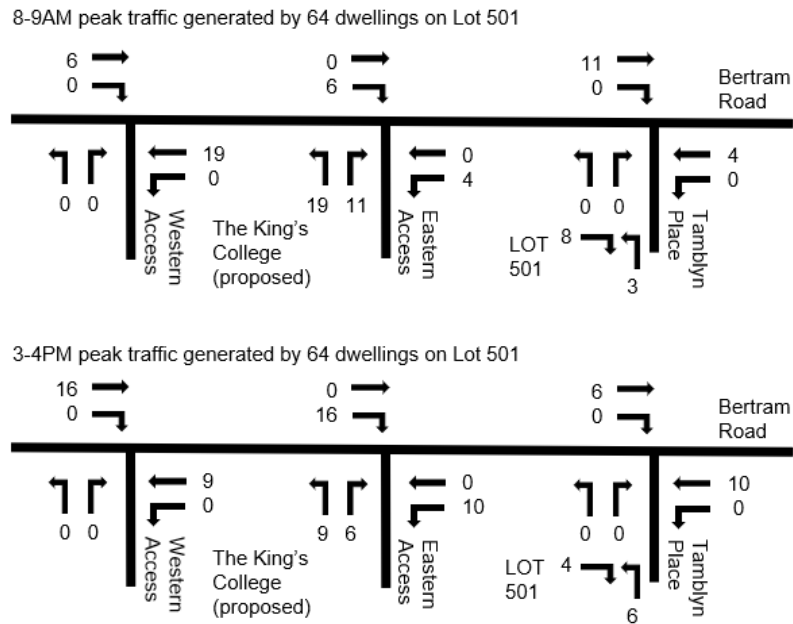 8-9AM peak traffic generated by 64 dwellings on Lot 501
6
0
0
6
11
0
Bertram
Road
19
0
0
4
4
0
0 0
19 11
0 0
Western
Access
The King's
College
(proposed)
Eastern
Access
LOT
501
8
3
Tamblyn
Place
3-4PM peak traffic generated by 64 dwellings on Lot 501
16
0
0
16
6
0
Bertram
Road
9
0
0
10
10
0
0 0
9 6
0 0
Western
Access
The King's
College
(proposed)
Eastern
Access
LOT
501
4
6
Tamblyn
Place